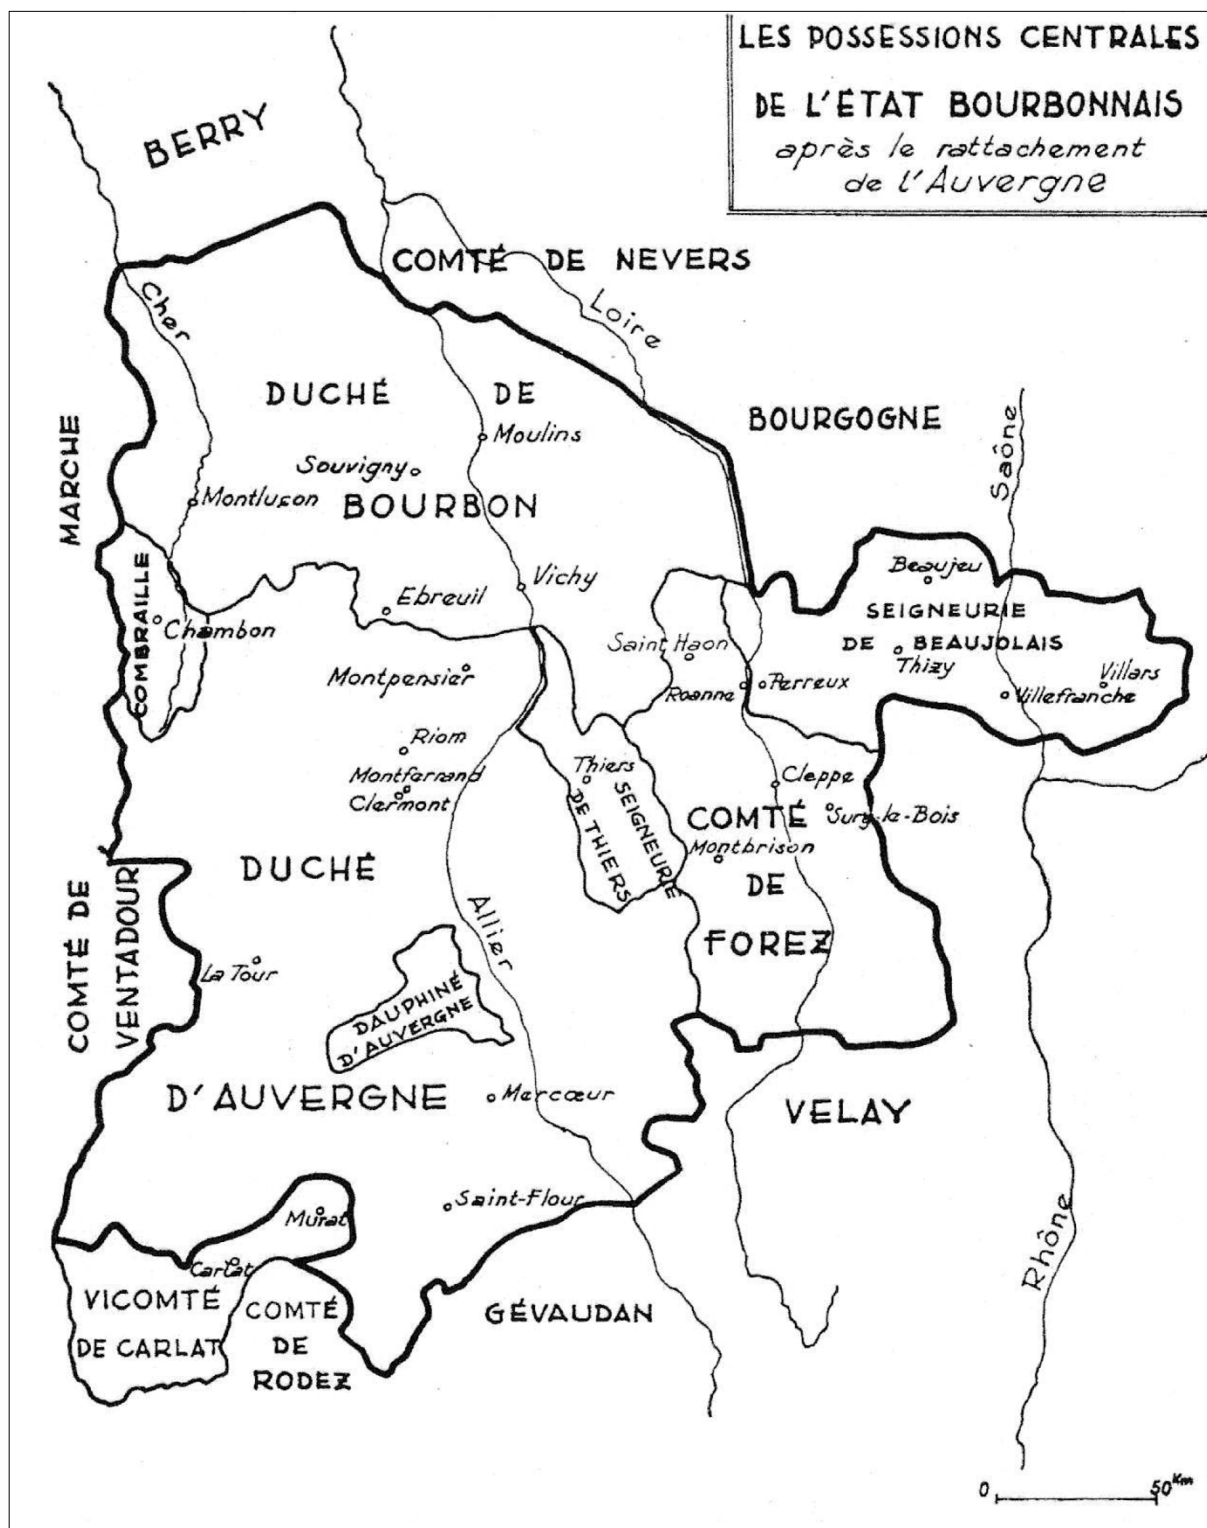 LES POSSESSIONS CENTRALES
DE L'ÉTAT BOURBONNAIS
après le rattachement
de l'Auvergne
BERRY
COMTÉ DE NEVERS
Loire
Cher
DUCHÉ DE
BOURBON
BOURGOGNE
Saône
MARCHE
Moulins
Souvigny
Montluçon
COMBRAILLE
Chambon
Ebreuil
Vichy
Beaujeu
SEIGNEURIE
DE BEAUJOLAIS
Thizy
Villars
Villefranche
Saint Haon
Roanne
Perreux
Montpensier
Riom
Montferrand
Clermont
Thiers
SEIGNEURIE
DE THIERS
Cleppe
COMTÉ
Sury-le-Bois
Montbrison
DE
FOREZ
DUCHÉ
Allier
COMTÉ DE
VENTADOUR
La Tour
DAUPHINÉ
D'AUVERGNE
D'AUVERGNE
Mercœur
VELAY
Saint-Flour
Murat
Carlat
VICOMTÉ
DE CARLAT
COMTÉ
DE
RODEZ
GÉVAUDAN
Rhône
0 50 Km